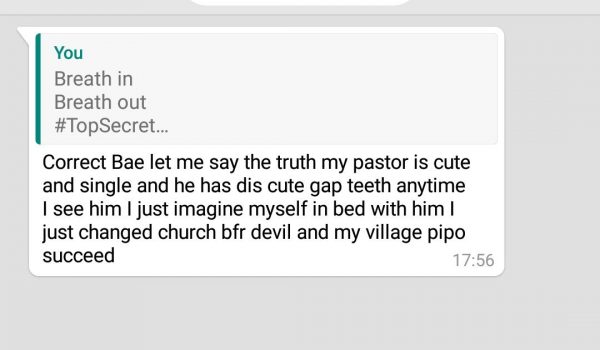 You
Breath in
Breath out
#TopSecret...
Correct Bae let me say the truth my pastor is cute
and single and he has dis cute gap teeth anytime
I see him I just imagine myself in bed with him I
just changed church bfr devil and my village pipo
succeed
17:56